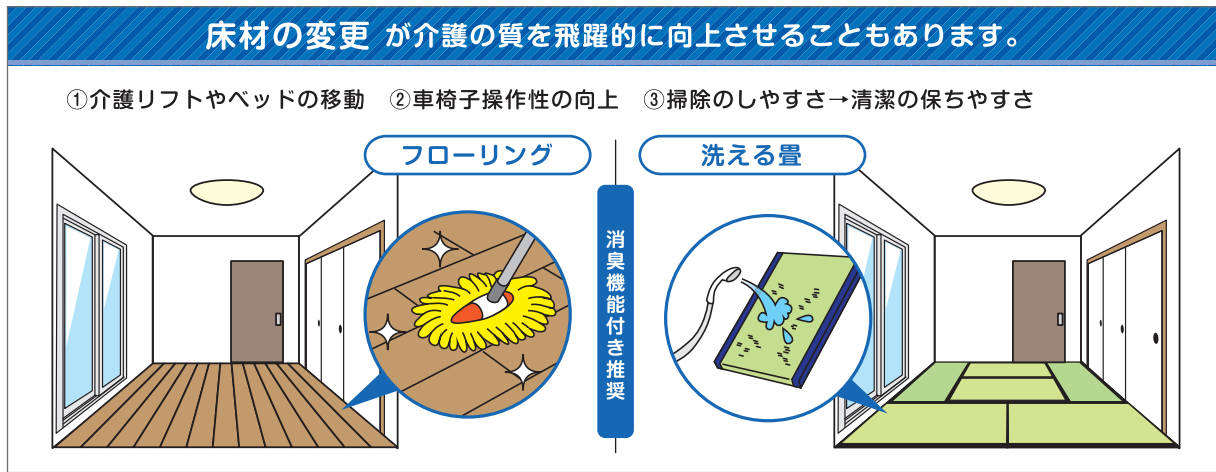 床材の変更 が介護の質を飛躍的に向上させることもあります。
①介護リフトやベッドの移動 ②車椅子操作性の向上 ③掃除のしやすさ→清潔の保ちやすさ
フローリング
洗える畳
消臭機能付き推奨